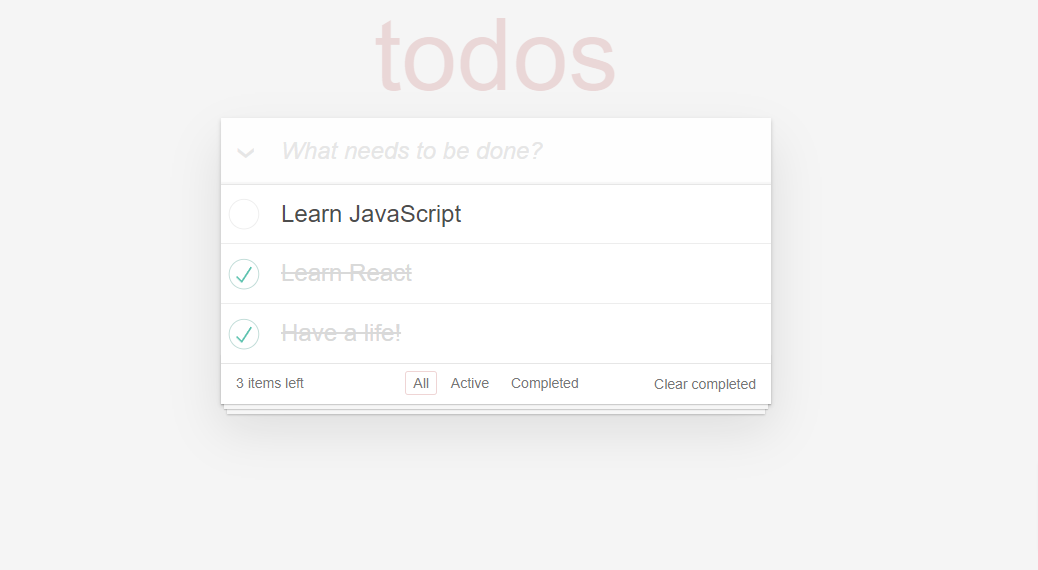 todos
What needs to be done?
Learn JavaScript
Learn React
Have a life!
3 items left All Active Completed Clear completed